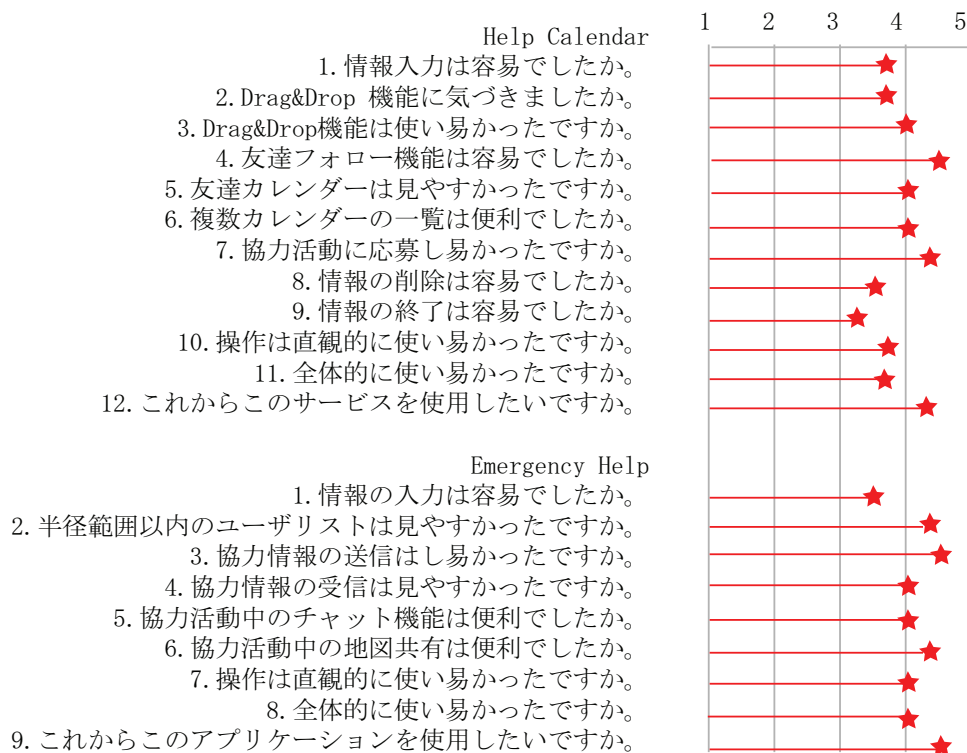 1 2 3 4 5
Help Calendar
1.情報入力は容易でしたか。
2.Drag&Drop 機能に気づきましたか。
3.Drag&Drop機能は使い易かったですか。
4.友達フォロー機能は容易でしたか。
5.友達カレンダーは見やすかったですか。
6.複数カレンダーの一覧は便利でしたか。
7.協力活動に応募し易かったですか。
8.情報の削除は容易でしたか。
9.情報の終了は容易でしたか。
10.操作は直観的に使い易かったですか。
11.全体的に使い易かったですか。
12.これからこのサービスを使用したいですか。
Emergency Help
1.情報の入力は容易でしたか。
2.半径範囲以内のユーザリストは見やすかったですか。
3.協力情報の送信はし易かったですか。
4.協力情報の受信は見やすかったですか。
5.協力活動中のチャット機能は便利でしたか。
6.協力活動中の地図共有は便利でしたか。
7.操作は直観的に使い易かったですか。
8.全体的に使い易かったですか。
9.これからこのアプリケーションを使用したいですか。